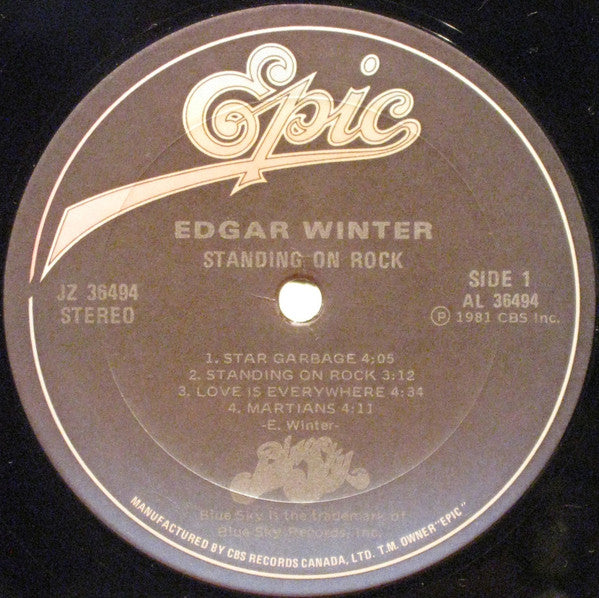 Epic
EDGAR WINTER
STANDING ON ROCK
JZ 36494
STEREO
SIDE 1
AL 36494
Ⓟ 1981 CBS Inc.
1. STAR GARBAGE 4;05
2. STANDING ON ROCK 3:12
3. LOVE IS EVERYWHERE 4:34
4. MARTIANS 4:11
-E. Winter-
Blue Sky
Blue Sky is the trademark of
Blue Sky Records, Inc.
MANUFACTURED BY CBS RECORDS CANADA, LTD. T.M. OWNER "EPIC"